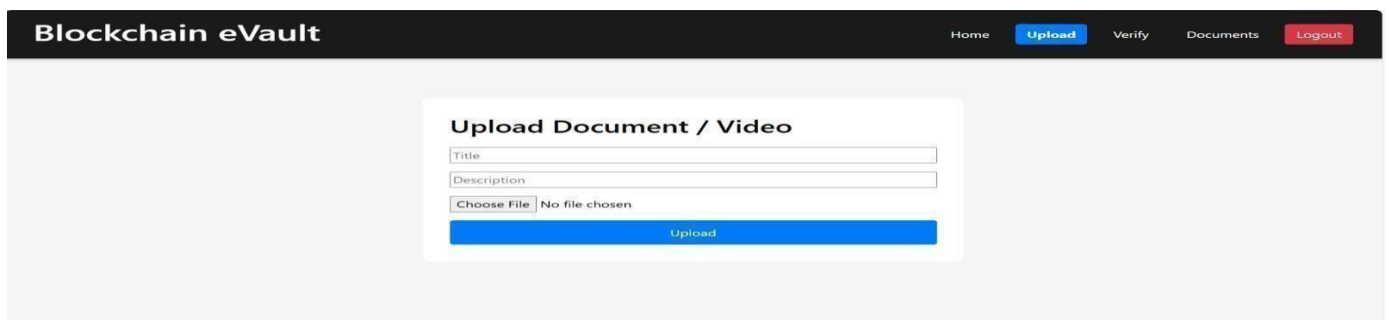 Blockchain eVault
Home Upload Verify Documents Logout
Upload Document / Video
Title
Description
Choose File No file chosen
Upload